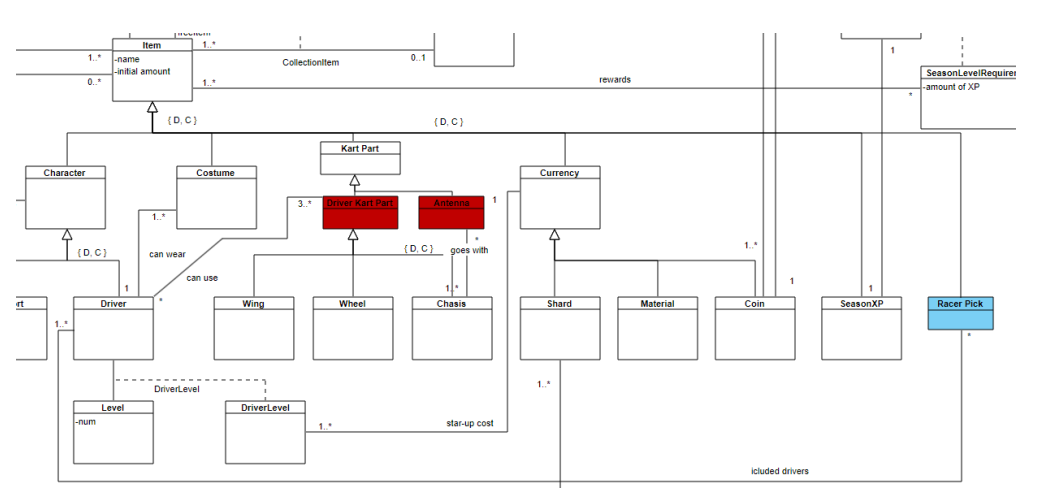 Item
1..*
1..*
-name
-initial amount
CollectionItem
0..1
1
0..*
1..*
rewards
*
-amount of XP
{ D, C }
{ D, C }
Kart Part
Character
Costume
Currency
3..*
Driver Kart Part
Antenna
1
1..*
*
{ D, C }
can wear
{ D, C }
goes with
1..*
can use
1
*
1..*
1
1
Driver
Wing
Wheel
Chasis
Shard
Material
Coin
SeasonXP
Racer Pick
1..*
*
DriverLevel
1..*
Level
-num
DriverLevel
1..*
star-up cost
icluded drivers